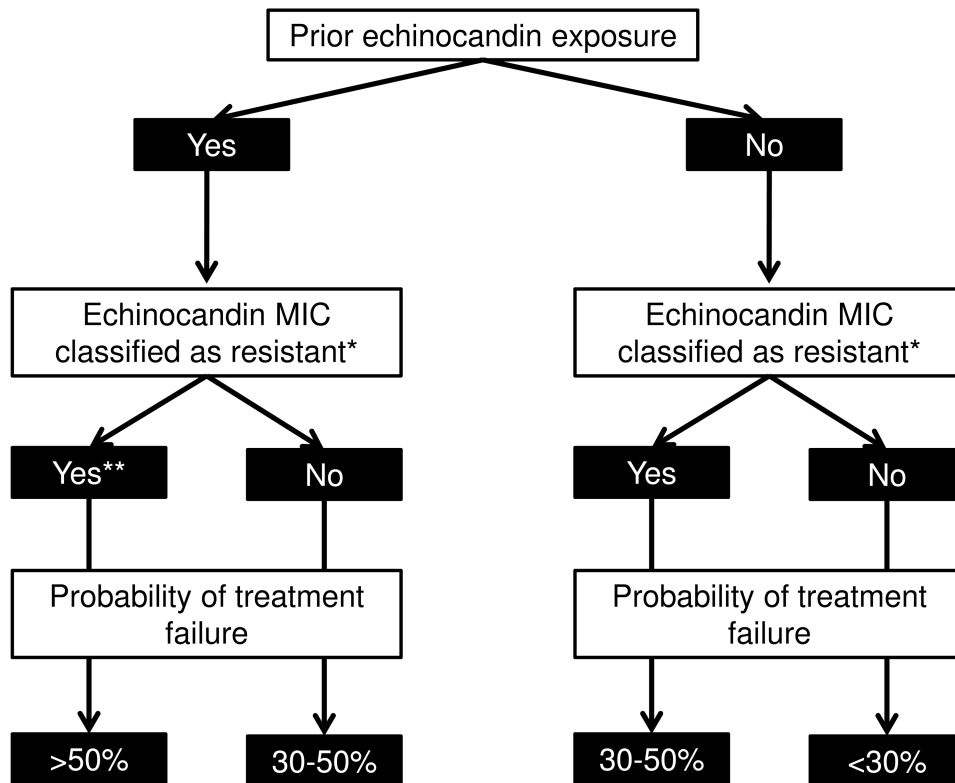 Prior echinocandin exposure
Yes
No
Echinocandin MIC
classified as resistant*
Echinocandin MIC
classified as resistant*
Yes**
No
Yes
No
Probability of treatment
failure
Probability of treatment
failure
>50%
30-50%
30-50%
<30%